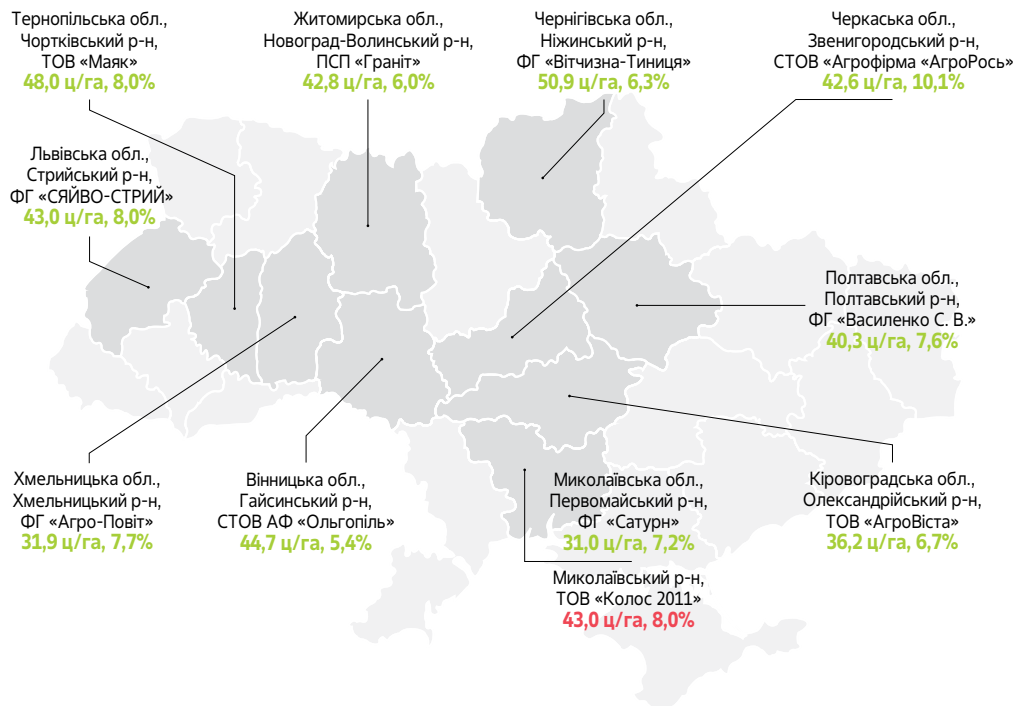 Тернопільська обл.,
Чортківський р-н,
ТОВ «Маяк»
48,0 ц/га, 8,0%
Житомирська обл.,
Новоград-Волинський р-н,
ПСП «Граніт»
42,8 ц/га, 6,0%
Чернігівська обл.,
Ніжинський р-н,
ФГ «Вітчизна-Тиниця»
50,9 ц/га, 6,3%
Черкаська обл.,
Звенигородський р-н,
СТОВ «Агрофірма «АгроРось»
42,6 ц/га, 10,1%
Львівська обл.,
Стрийський р-н,
ФГ «СЯЙВО-СТРИЙ»
43,0 ц/га, 8,0%
Полтавська обл.,
Полтавський р-н,
ФГ «Василенко С. В.»
40,3 ц/га, 7,6%
Хмельницька обл.,
Хмельницький р-н,
ФГ «Агро-Повіт»
31,9 ц/га, 7,7%
Вінницька обл.,
Гайсинський р-н,
СТОВ АФ «Ольгопіль»
44,7 ц/га, 5,4%
Миколаївська обл.,
Первомайський р-н,
ФГ «Сатурн»
31,0 ц/га, 7,2%
Миколаївський р-н,
ТОВ «Колос 2011»
43,0 ц/га, 8,0%
Кіровоградська обл.,
Олександрійський р-н,
ТОВ «АгроВіста»
36,2 ц/га, 6,7%